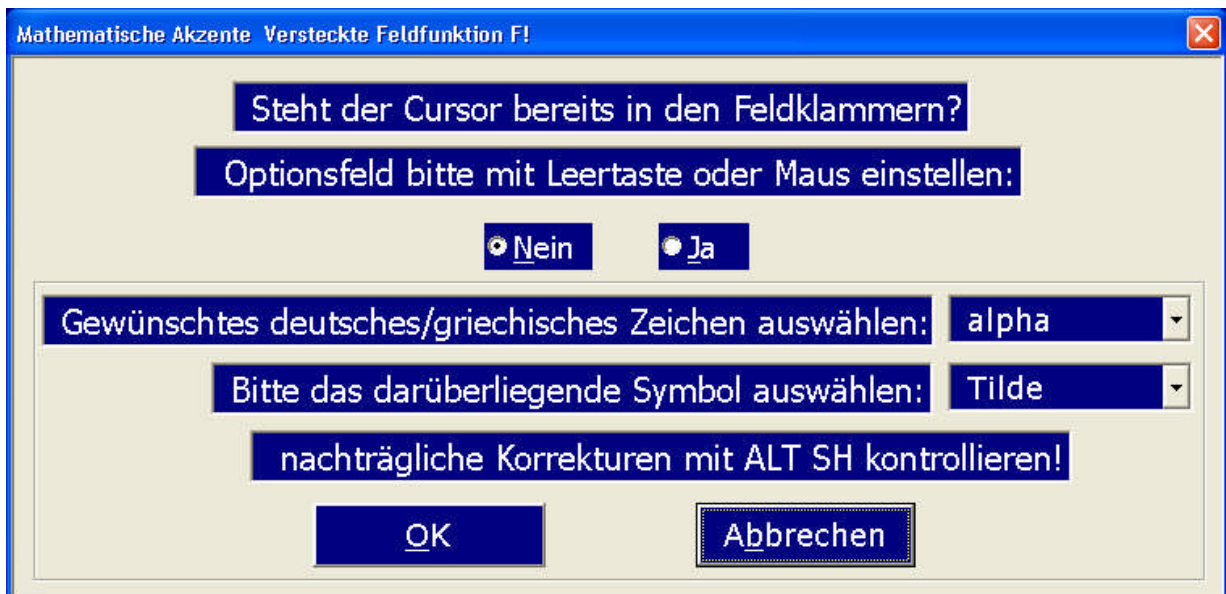 Mathematische Akzente Versteckte Feldfunktion F!
Steht der Cursor bereits in den Feldklammern?
Optionsfeld bitte mit Leertaste oder Maus einstellen:
Nein Ja
Gewünschtes deutsches/griechisches Zeichen auswählen: alpha
Bitte das darüberliegende Symbol auswählen: Tilde
nachträgliche Korrekturen mit ALT SH kontrollieren!
OK Abbrechen